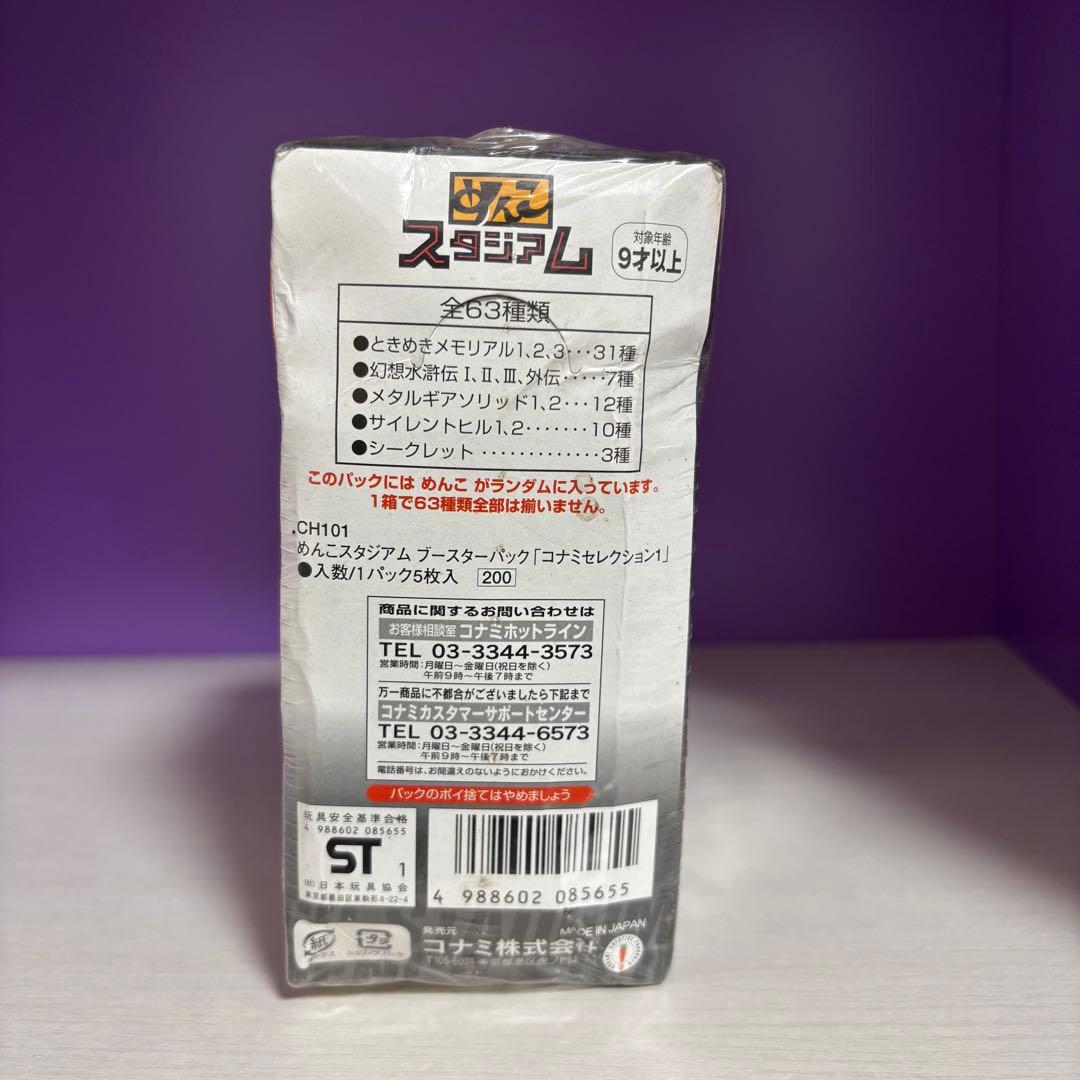 めんこ
スタジアム
対象年齢
9才以上
全63種類
●ときめきメモリアル1、2、3・・・31種
●幻想水滸伝 Ⅰ、Ⅱ、Ⅲ、外伝・・・・・7種
●メタルギアソリッド1、2・・・12種
●サイレントヒル1、2・・・・・・・10種
●シークレット・・・・・・・・・・・・・3種
このパックには めんこ がランダムに入っています。
1箱で63種類全部は揃いません。
CH101
めんこスタジアム ブースターパック「コナミセレクション1」
●入数/1パック5枚入 200
商品に関するお問い合わせは
お客様相談室 コナミホットライン
TEL 03-3344-3573
営業時間:月曜日~金曜日(祝日を除く)
午前9時~午後7時まで
万一商品に不都合がございましたら下記まで
コナミカスタマーサポートセンター
TEL 03-3344-6573
営業時間:月曜日~金曜日(祝日を除く)
午前9時~午後7時まで
電話番号は、お間違えのないようにおかけください。
パックのポイ捨てはやめましょう
玩具安全基準合格
4 988602 085655
ST 1
(社)日本玩具協会
東京都墨田区東駒形4-22-4
4 988602 085655
紙
発売元
コナミ株式会社
MADE IN JAPAN